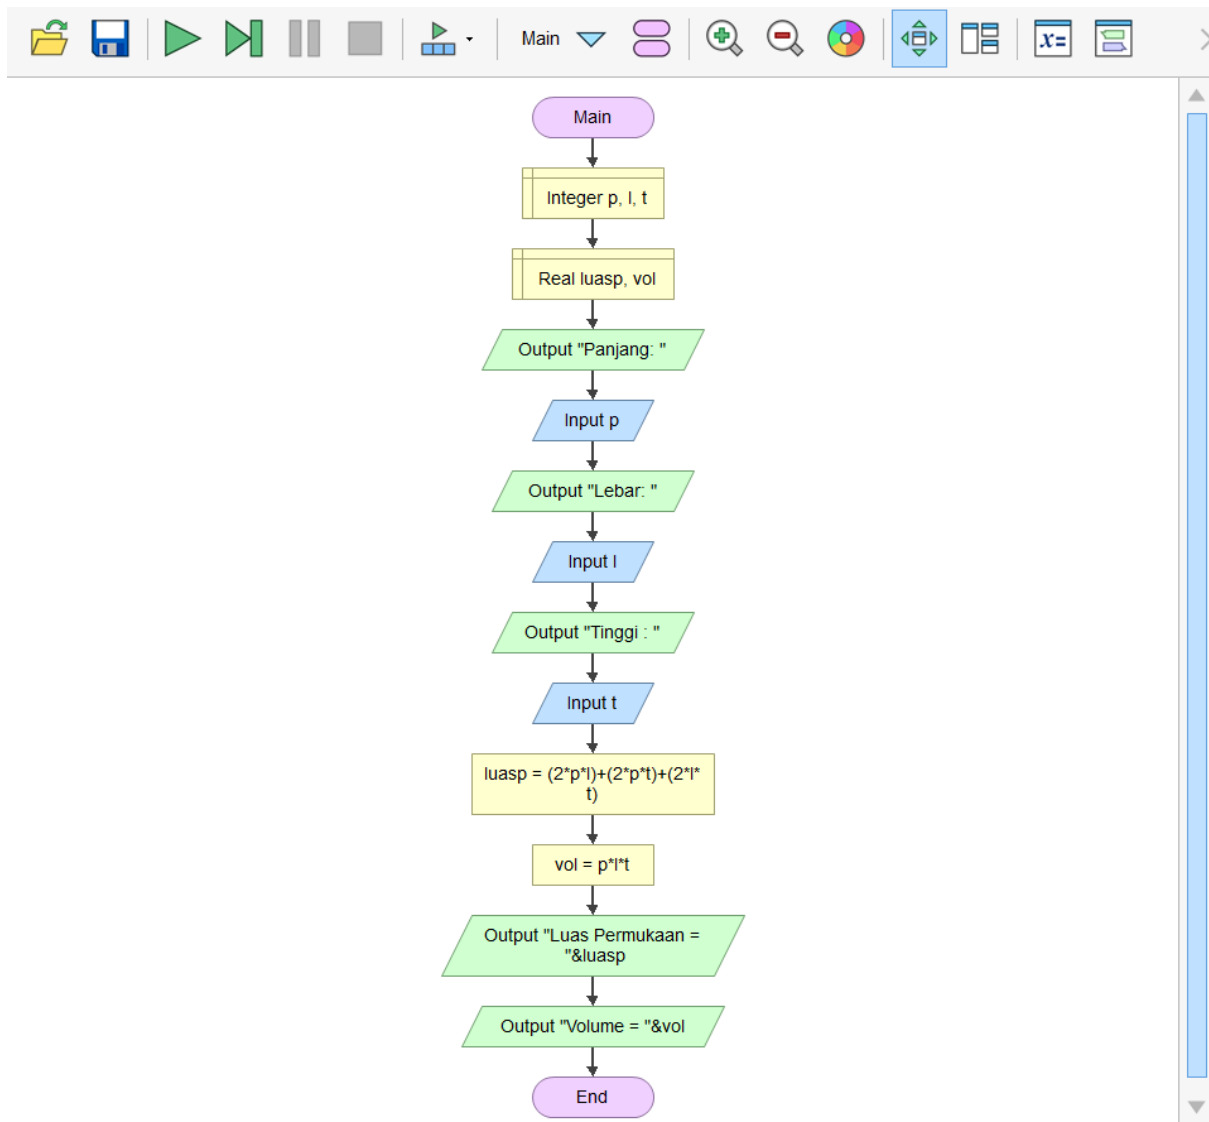 Main
x=
Main
Integer p, l, t
Real luasp, vol
Output "Panjang: "
Input p
Output "Lebar: "
Input l
Output "Tinggi : "
Input t
luasp = (2*p*l)+(2*p*t)+(2*l*
t)
vol = p*l*t
Output "Luas Permukaan =
"&luasp
Output "Volume = "&vol
End